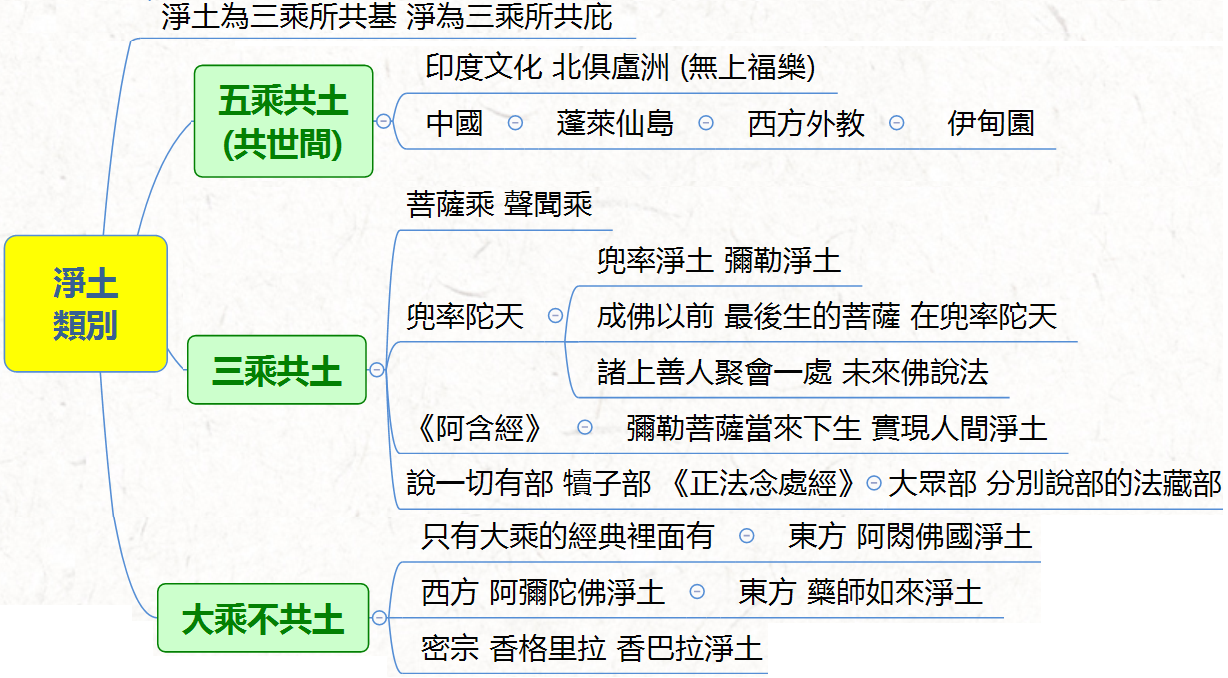 淨土為三乘所共基 淨為三乘所共庇
五乘共土
(共世間)
印度文化 北俱盧洲 (無上福樂)
中國 蓬萊仙島 西方外教 伊甸園
淨土
類別
三乘共土
菩薩乘 聲聞乘
兜率陀天
兜率淨土 彌勒淨土
成佛以前 最後生的菩薩 在兜率陀天
諸上善人聚會一處 未來佛說法
《阿含經》 彌勒菩薩當來下生 實現人間淨土
說一切有部 犢子部 《正法念處經》 大眾部 分別說部的法藏部
大乘不共土
只有大乘的經典裡面有 東方 阿閦佛國淨土
西方 阿彌陀佛淨土 東方 藥師如來淨土
密宗 香格里拉 香巴拉淨土